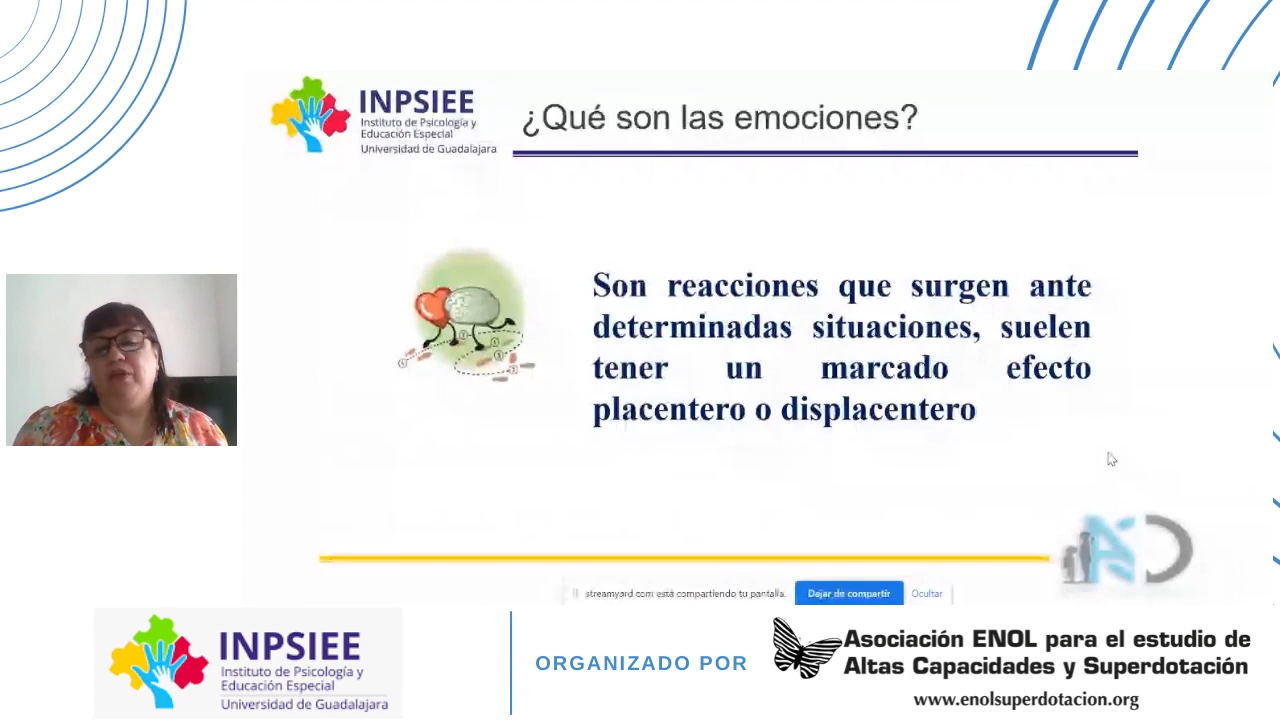 INPSIEE
Instituto de Psicología y
Educación Especial
Universidad de Guadalajara
¿Qué son las emociones?
Son reacciones que surgen ante
determinadas situaciones, suelen
tener un marcado efecto
placentero o displacentero
streamyard.com está compartiendo tu pantalla.
Dejar de compartir
Ocultar
INPSIEE
Instituto de Psicología y
Educación Especial
Universidad de Guadalajara
ORGANIZADO POR
Asociación ENOL para el estudio de
Altas Capacidades y Superdotación
www.enolsuperdotacion.org